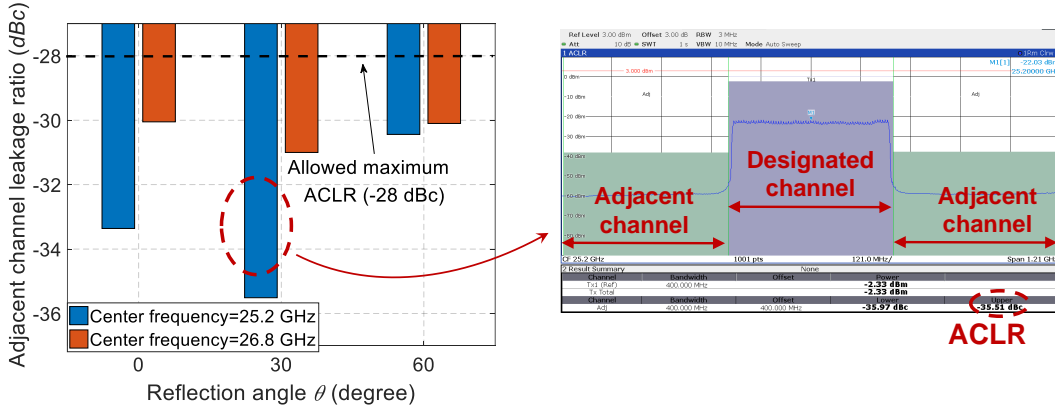 Adjacent channel leakage ratio (dBc)
-28
-30
-32
-34
-36
Allowed maximum
ACLR (-28 dBc)
Center frequency=25.2 GHz
Center frequency=26.8 GHz
0
30
60
Reflection angle θ (degree)
Ref Level 3.00 dBm Offset 3.00 dB RBW 3 MHz
Att 10 dB SWT 1 s VBW 10 MHz Mode Auto Sweep
1 ACLR
1Rm Clrw
M1[1] -22.03 dBm
25.20000 GHz
3.000 dBm
0 dBm
Tx1
Adj
Adj
-10 dBm
-20 dBm
-30 dBm
-40 dBm
-50 dBm
-60 dBm
Designated
channel
Adjacent
channel
Adjacent
channel
CF 25.2 GHz 1001 pts 121.0 MHz/ Span 1.21 GHz
2 Result Summary None
Channel Bandwidth Offset Power
Tx1 (Ref) 400.000 MHz -2.33 dBm
Tx Total -2.33 dBm
Channel Bandwidth Offset Lower Upper
Adj 400.000 MHz 400.000 MHz -35.97 dBc -35.51 dBc
ACLR